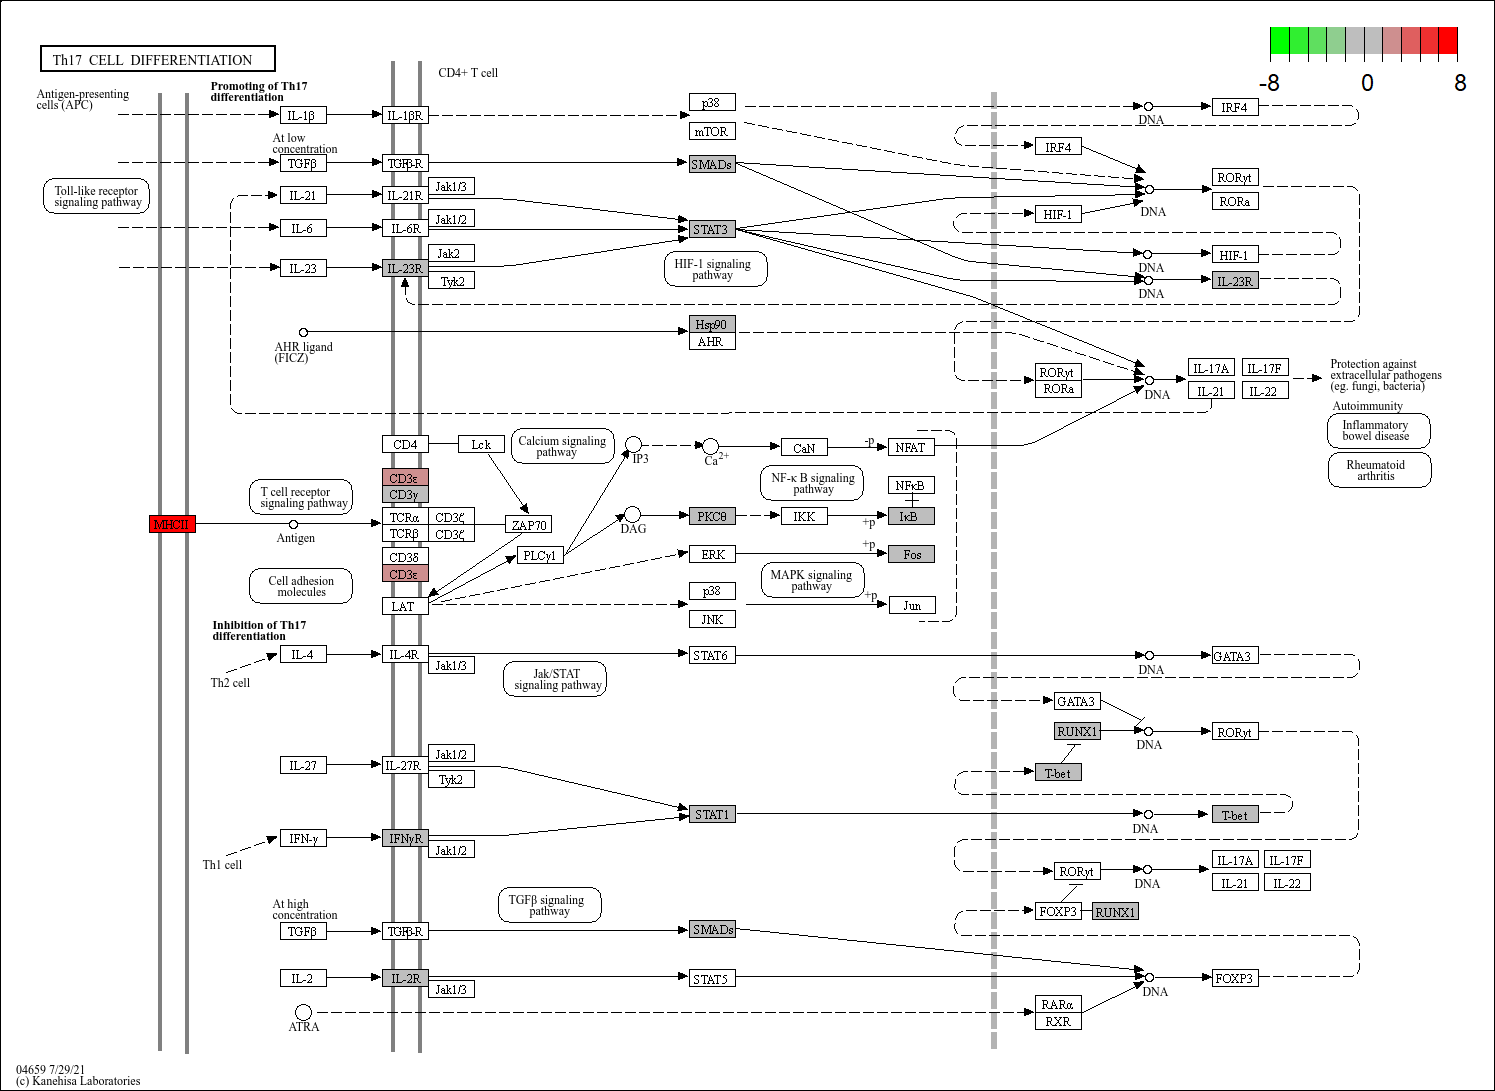 Th17 CELL DIFFERENTIATION
-8
0
8
CD4+ T cell
Antigen-presenting
cells (APC)
Promoting of Th17
differentiation
IL-1β
IL-1βR
p38
mTOR
DNA
IRF4
At low
concentration
TGFβ
TGFβ-R
SMADs
IRF4
Toll-like receptor
signaling pathway
IL-21
IL-21R
Jak1/3
RORγt
RORa
IL-6
IL-6R
Jak1/2
STAT3
HIF-1
DNA
IL-23
IL-23R
Jak2
Tyk2
HIF-1 signaling
pathway
DNA
HIF-1
DNA
IL-23R
AHR ligand
(FICZ)
Hsp90
AHR
RORγt
RORa
DNA
IL-17A
IL-17F
IL-21
IL-22
Protection against
extracellular pathogens
(eg. fungi, bacteria)
Autoimmunity
Inflammatory
bowel disease
Rheumatoid
arthritis
CD4
Lck
Calcium signaling
pathway
IP3
Ca2+
CaN
-p
NFAT
CD3ε
CD3γ
T cell receptor
signaling pathway
NF-κ B signaling
pathway
NFκB
MHCII
Antigen
TCRα
CD3ζ
TCRβ
CD3ζ
ZAP70
DAG
PKCθ
IKK
+p
IκB
CD3δ
CD3ε
PLCγ1
ERK
+p
Fos
Cell adhesion
molecules
LAT
p38
JNK
MAPK signaling
pathway
+p
Jun
Inhibition of Th17
differentiation
IL-4
IL-4R
Jak1/3
STAT6
DNA
GATA3
Th2 cell
Jak/STAT
signaling pathway
GATA3
RUNX1
DNA
RORγt
IL-27
IL-27R
Jak1/2
Tyk2
T-bet
STAT1
DNA
T-bet
IFN-γ
IFNγR
Jak1/2
Th1 cell
RORγt
DNA
IL-17A
IL-17F
IL-21
IL-22
At high
concentration
TGFβ
TGFβ-R
TGFβ signaling
pathway
SMADs
FOXP3
RUNX1
IL-2
IL-2R
Jak1/3
STAT5
DNA
FOXP3
ATRA
RARα
RXR
04659 7/29/21
(c) Kanehisa Laboratories